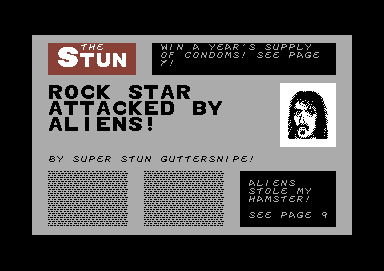 THE
STUN
WIN A YEAR'S SUPPLY
OF CONDOMS! SEE PAGE
Y!
ROCK STAR
ATTACKED BY
ALIENS!
BY SUPER STUN GUTTERSNIPE!
ALIENS
STOLE MY
HAMSTER!
SEE PAGE 9